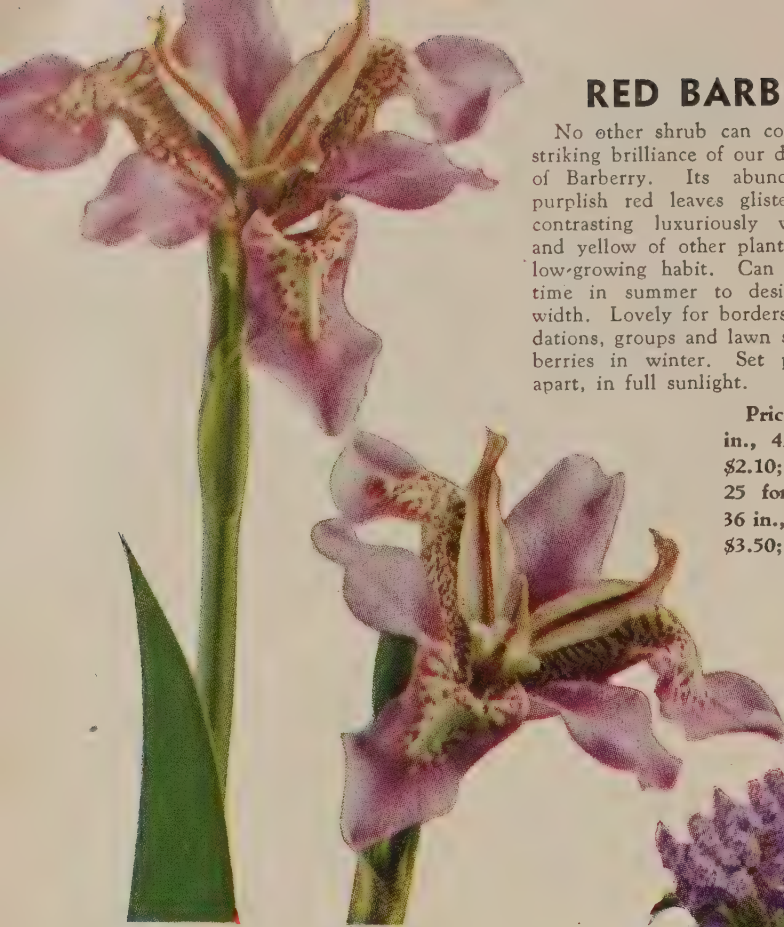 RED BARB
No other shrub can co
striking brilliance of our d
of Barberry. Its abund
purplish red leaves gliste
contrasting luxuriously v
and yellow of other plant
low-growing habit. Can
time in summer to desi
width. Lovely for borders
dations, groups and lawn s
berries in winter. Set p
apart, in full sunlight.
Pric
in., 4
$2.10;
25 for
36 in.,
$3.50;